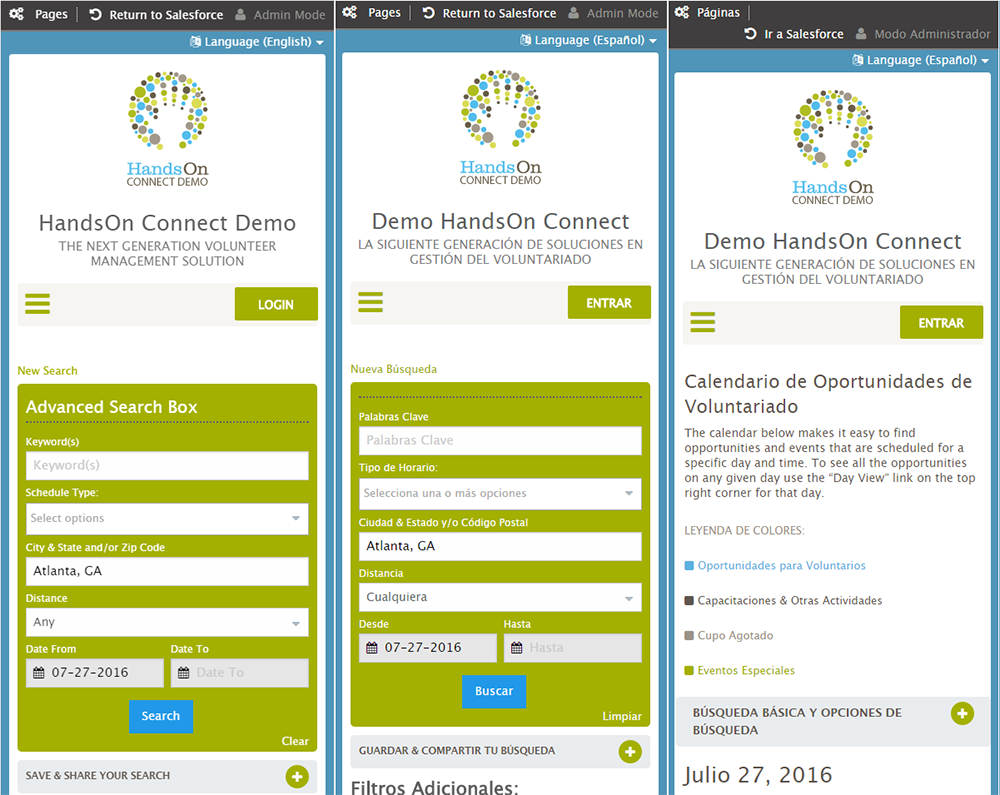 Pages
Return to Salesforce
Admin Mode
Language (English)
HandsOn
CONNECT DEMO
HandsOn Connect Demo
THE NEXT GENERATION VOLUNTEER
MANAGEMENT SOLUTION
LOGIN
New Search
Advanced Search Box
Keyword(s)
Keyword(s)
Schedule Type:
Select options
City & State and/or Zip Code
Atlanta, GA
Distance
Any
Date From
Date To
07-27-2016
Date To
Search
Clear
SAVE & SHARE YOUR SEARCH
Pages
Return to Salesforce
Admin Mode
Language (Español)
HandsOn
CONNECT DEMO
Demo HandsOn Connect
LA SIGUIENTE GENERACIÓN DE SOLUCIONES EN
GESTIÓN DEL VOLUNTARIADO
ENTRAR
Nueva Búsqueda
Palabras Clave
Palabras Clave
Tipo de Horario:
Selecciona una o más opciones
Ciudad & Estado y/o Código Postal
Atlanta, GA
Distancia
Cualquiera
Desde
Hasta
07-27-2016
Hasta
Buscar
Limpiar
GUARDAR & COMPARTIR TU BÚSQUEDA
Filtros Adicionales:
Páginas
Ir a Salesforce
Modo Administrador
Language (Español)
HandsOn
CONNECT DEMO
Demo HandsOn Connect
LA SIGUIENTE GENERACIÓN DE SOLUCIONES EN
GESTIÓN DEL VOLUNTARIADO
ENTRAR
Calendario de Oportunidades de
Voluntariado
The calendar below makes it easy to find
opportunities and events that are scheduled for a
specific day and time. To see all the opportunities
on any given day use the “Day View” link on the top
right corner for that day.
LEYENDA DE COLORES:
Oportunidades para Voluntarios
Capacitaciones & Otras Actividades
Cupo Agotado
Eventos Especiales
BÚSQUEDA BÁSICA Y OPCIONES DE
BÚSQUEDA
Julio 27, 2016